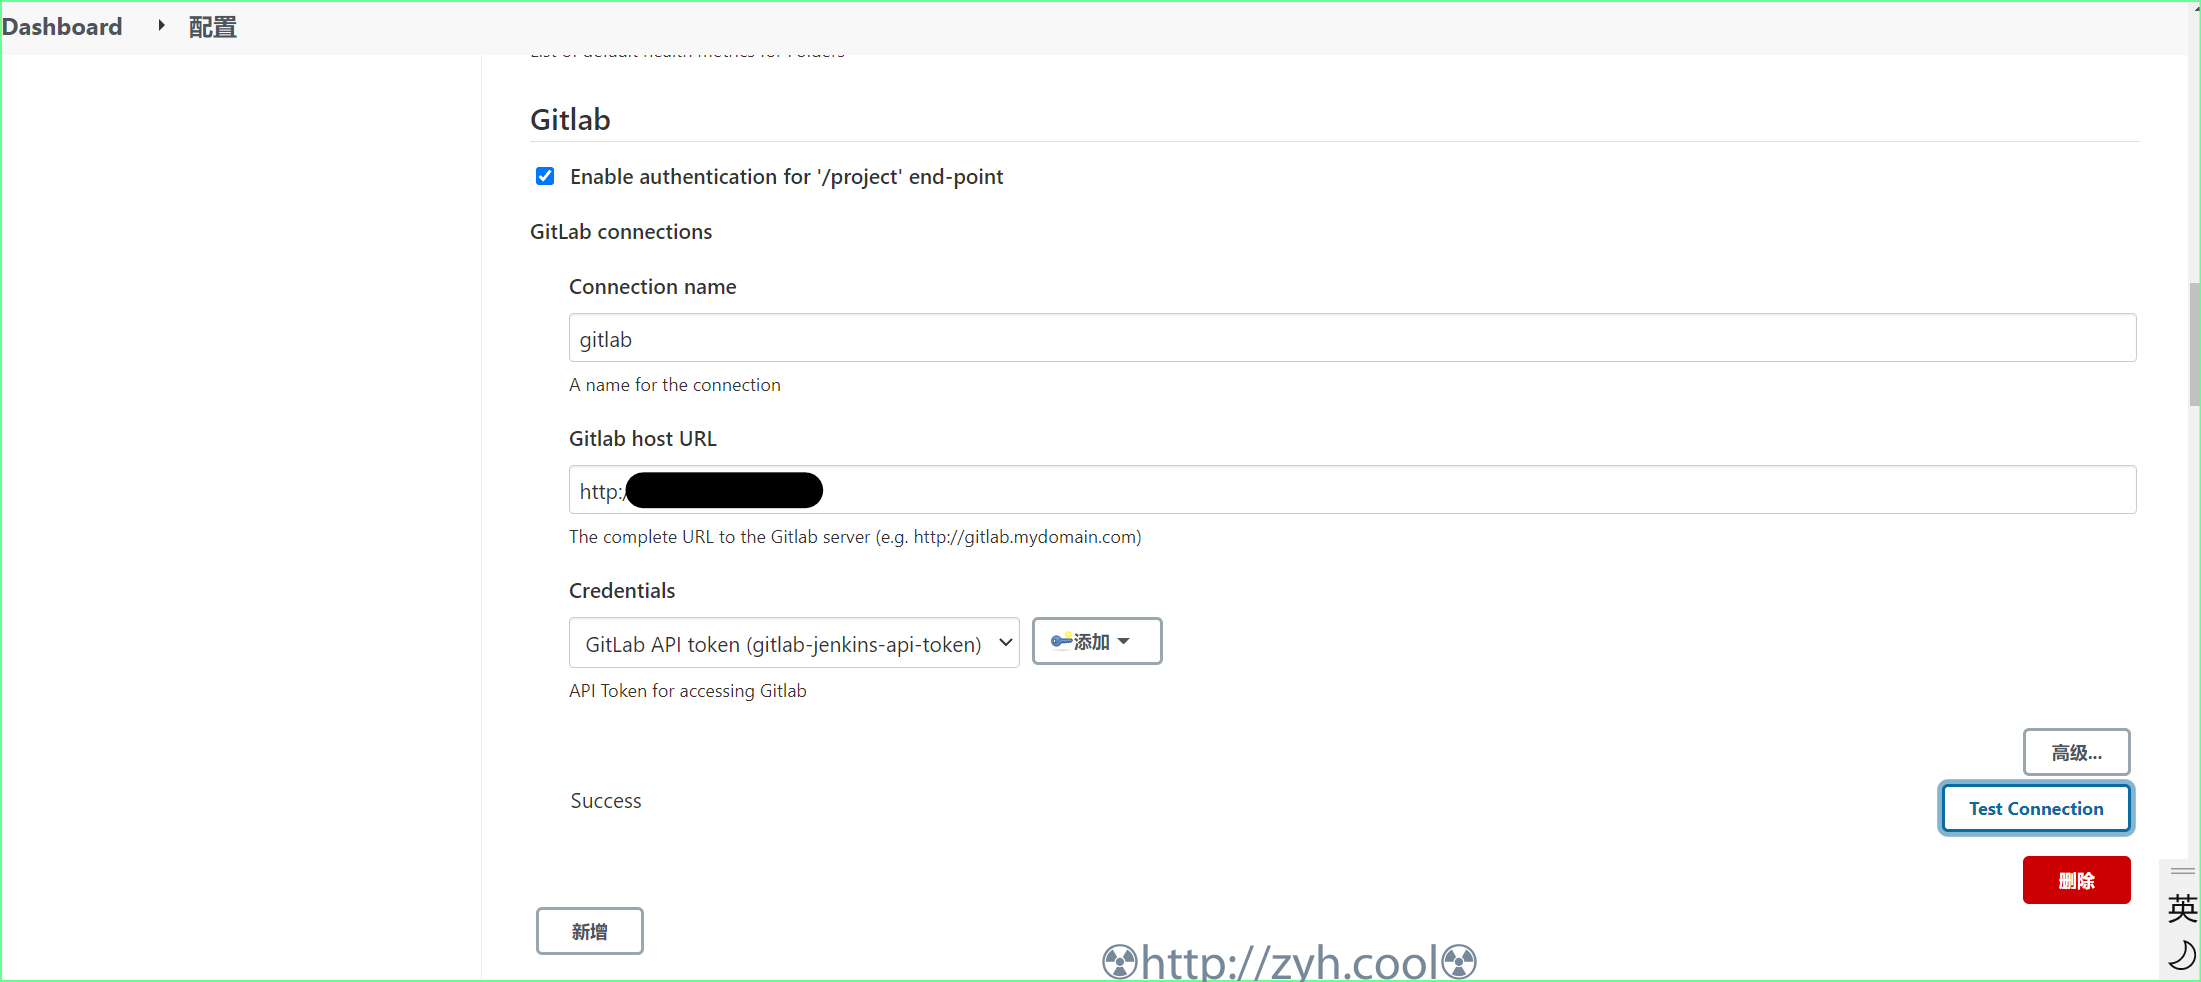 Dashboard 配置
List of default health metrics for Folders
Gitlab
Enable authentication for '/project' end-point
GitLab connections
Connection name
gitlab
A name for the connection
Gitlab host URL
http:/
The complete URL to the Gitlab server (e.g. http://gitlab.mydomain.com)
Credentials
GitLab API token (gitlab-jenkins-api-token)
添加
API Token for accessing Gitlab
高级...
Success
Test Connection
删除
新增
英
☢http://zyh.cool☢